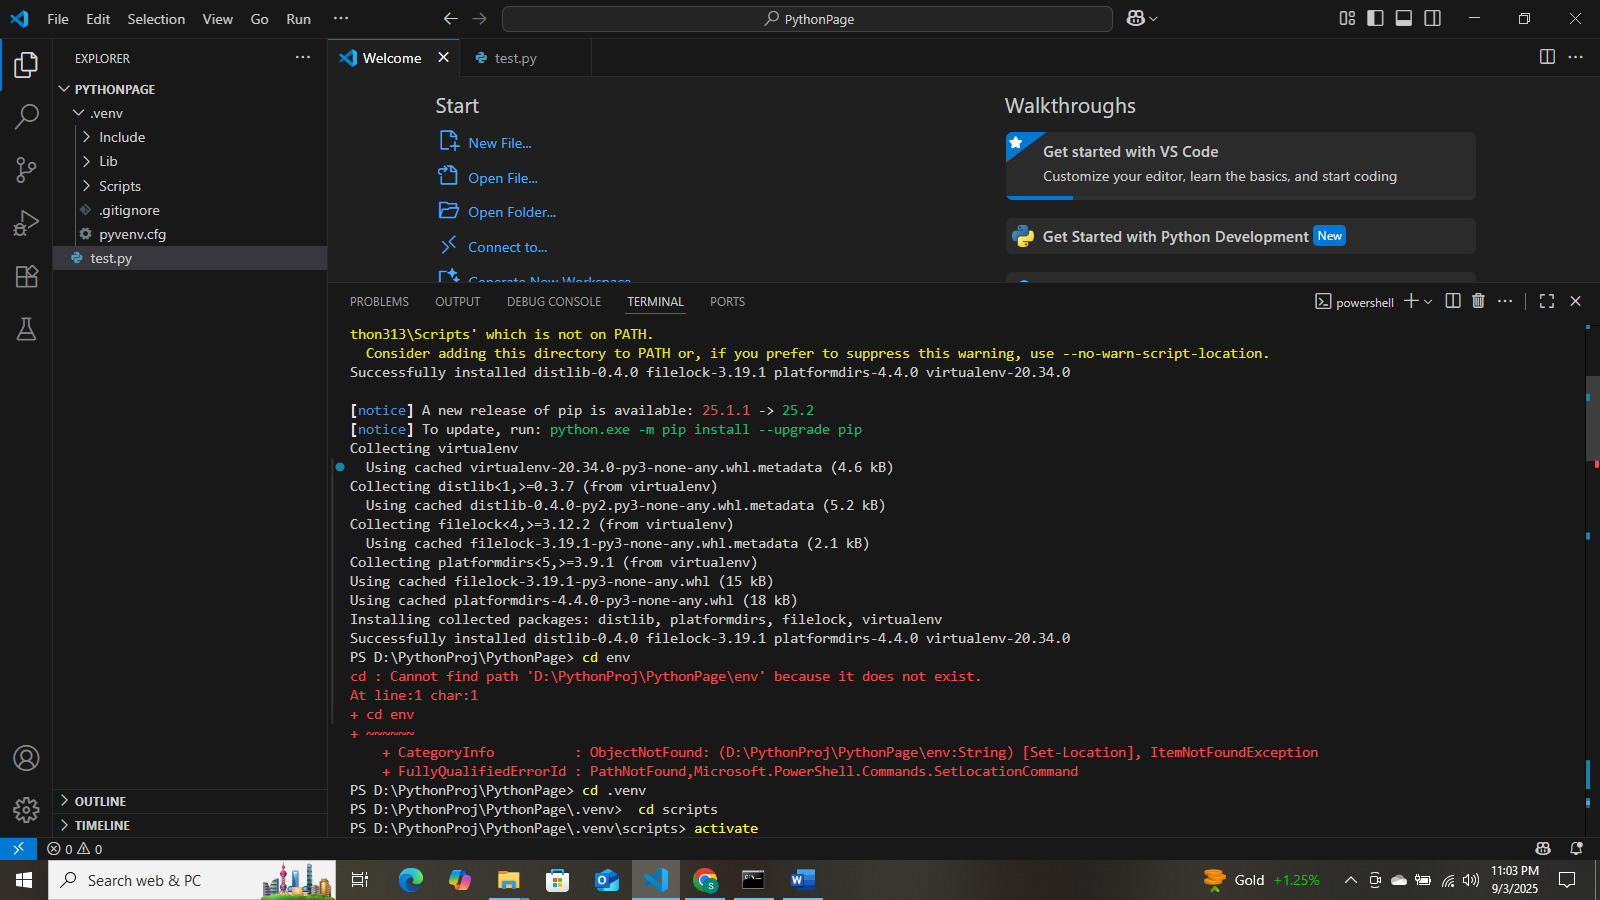 File Edit Selection View Go Run ···
PythonPage
EXPLORER
PYTHONPAGE
.venv
Include
Lib
Scripts
.gitignore
pyvenv.cfg
test.py
OUTLINE
TIMELINE
Welcome
test.py
Start
New File...
Open File...
Open Folder...
Connect to...
Generate New Workspace
Walkthroughs
Get started with VS Code
Customize your editor, learn the basics, and start coding
Get Started with Python Development New
PROBLEMS OUTPUT DEBUG CONSOLE TERMINAL PORTS
powershell
thon313\Scripts' which is not on PATH.
  Consider adding this directory to PATH or, if you prefer to suppress this warning, use --no-warn-script-location.
Successfully installed distlib-0.4.0 filelock-3.19.1 platformdirs-4.4.0 virtualenv-20.34.0
[notice] A new release of pip is available: 25.1.1 -> 25.2
[notice] To update, run: python.exe -m pip install --upgrade pip
Collecting virtualenv
  Using cached virtualenv-20.34.0-py3-none-any.whl.metadata (4.6 kB)
Collecting distlib<1,>=0.3.7 (from virtualenv)
  Using cached distlib-0.4.0-py2.py3-none-any.whl.metadata (5.2 kB)
Collecting filelock<4,>=3.12.2 (from virtualenv)
  Using cached filelock-3.19.1-py3-none-any.whl.metadata (2.1 kB)
Collecting platformdirs<5,>=3.9.1 (from virtualenv)
Using cached filelock-3.19.1-py3-none-any.whl (15 kB)
Using cached platformdirs-4.4.0-py3-none-any.whl (18 kB)
Installing collected packages: distlib, platformdirs, filelock, virtualenv
Successfully installed distlib-0.4.0 filelock-3.19.1 platformdirs-4.4.0 virtualenv-20.34.0
PS D:\PythonProj\PythonPage> cd env
cd : Cannot find path 'D:\PythonProj\PythonPage\env' because it does not exist.
At line:1 char:1
+ cd env
+ ~~~~~~
    + CategoryInfo          : ObjectNotFound: (D:\PythonProj\PythonPage\env:String) [Set-Location], ItemNotFoundException
    + FullyQualifiedErrorId : PathNotFound,Microsoft.PowerShell.Commands.SetLocationCommand
PS D:\PythonProj\PythonPage> cd .venv
PS D:\PythonProj\PythonPage\.venv>  cd scripts
PS D:\PythonProj\PythonPage\.venv\scripts> activate
0 0
Search web & PC
Gold +1.25%
11:03 PM
9/3/2025